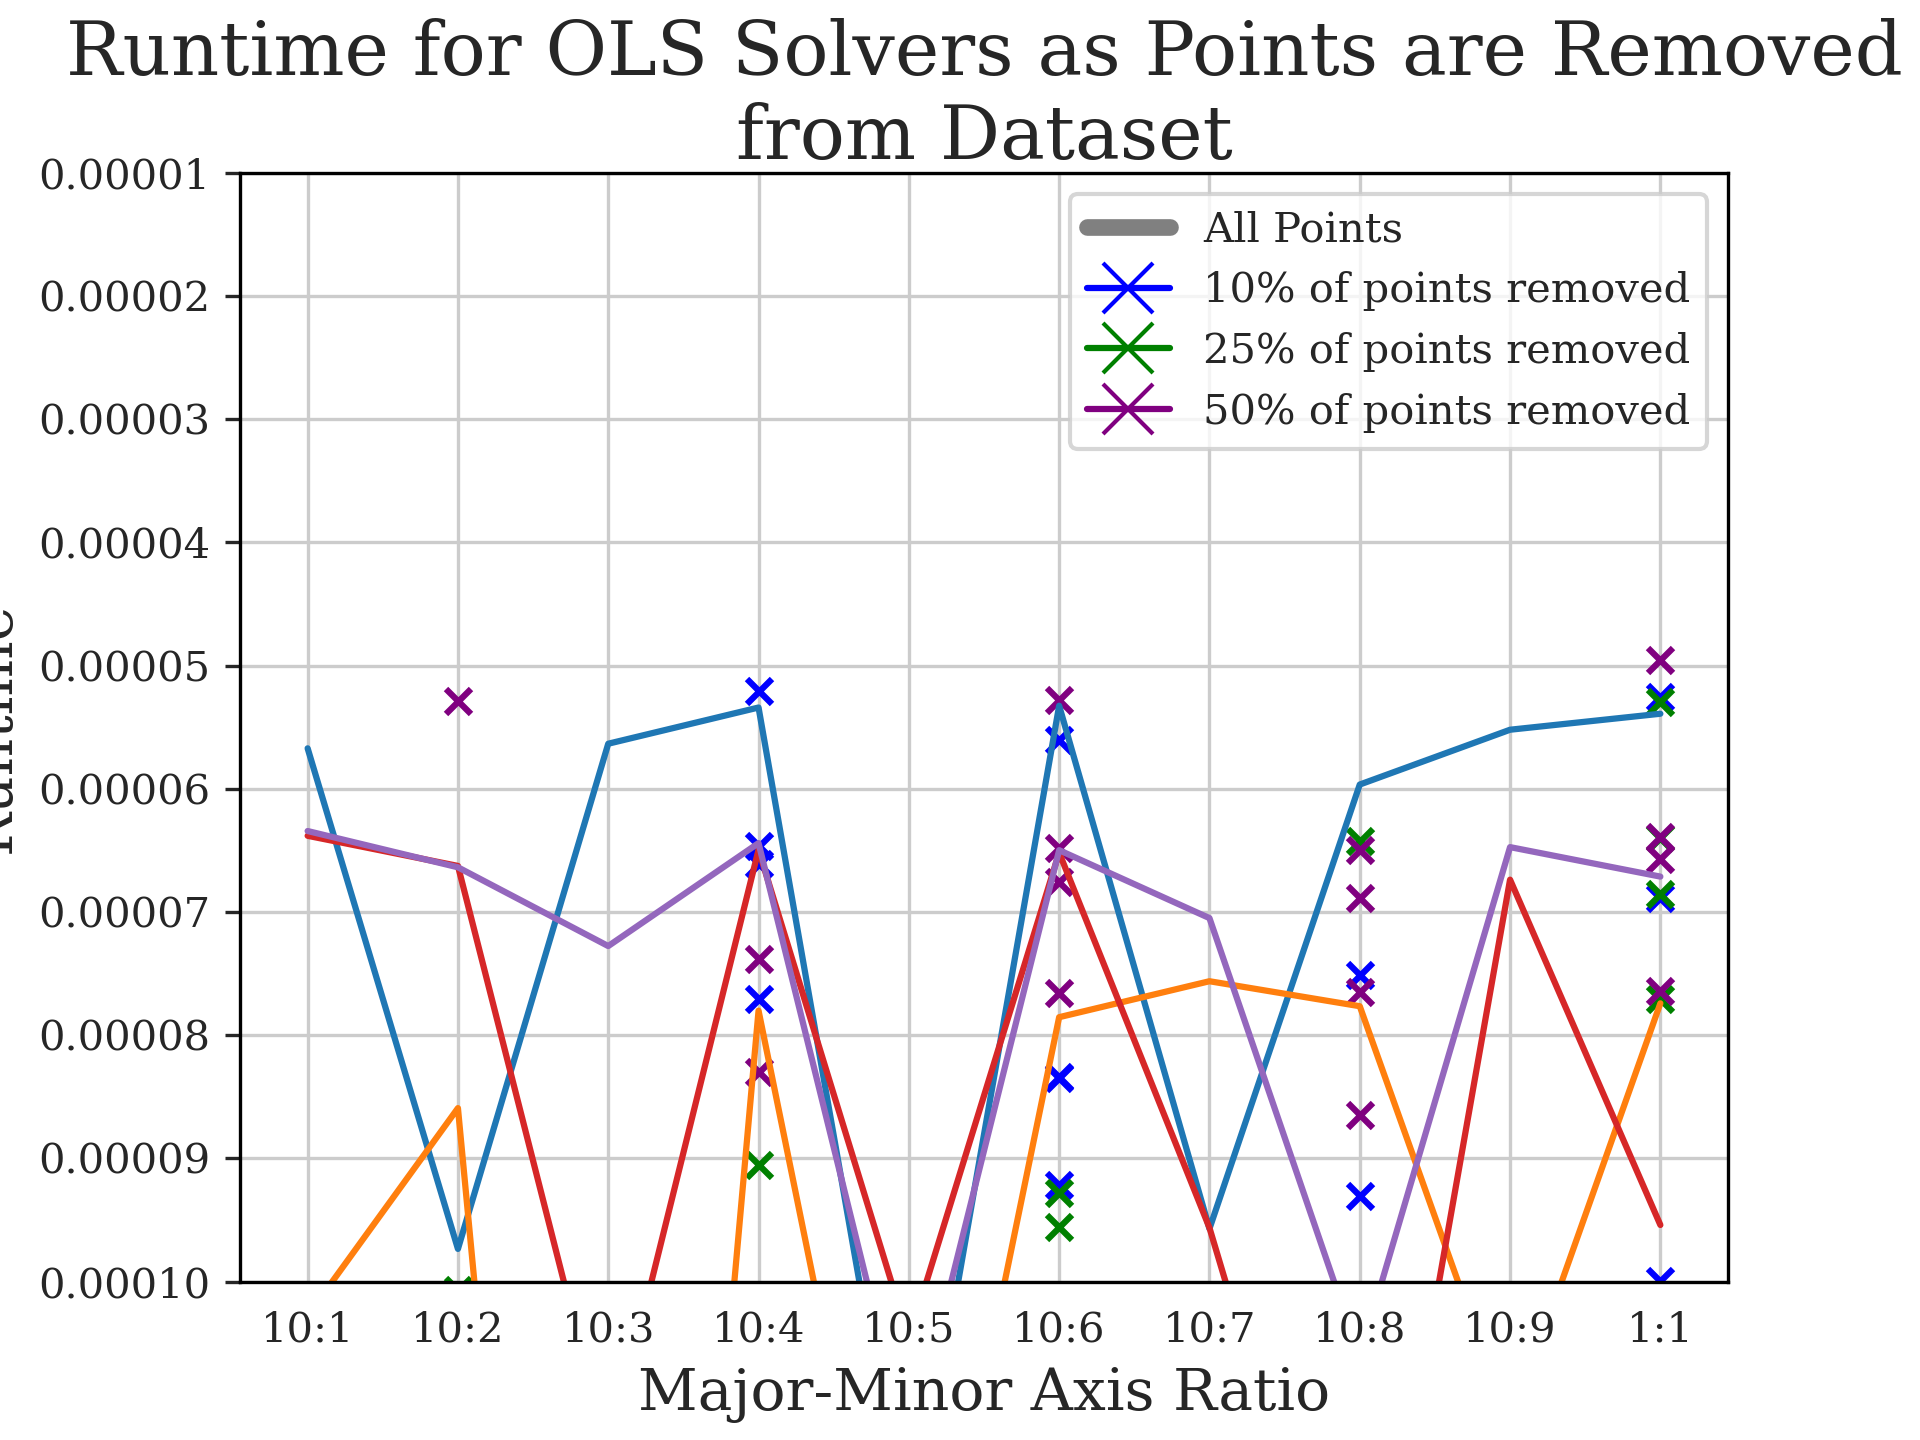 Runtime for OLS Solvers as Points are Removed
from Dataset
0.00001
0.00002
0.00003
0.00004
0.00005
0.00006
0.00007
0.00008
0.00009
0.00010
Runtime
All Points
10% of points removed
25% of points removed
50% of points removed
10:1 10:2 10:3 10:4 10:5 10:6 10:7 10:8 10:9 1:1
Major-Minor Axis Ratio